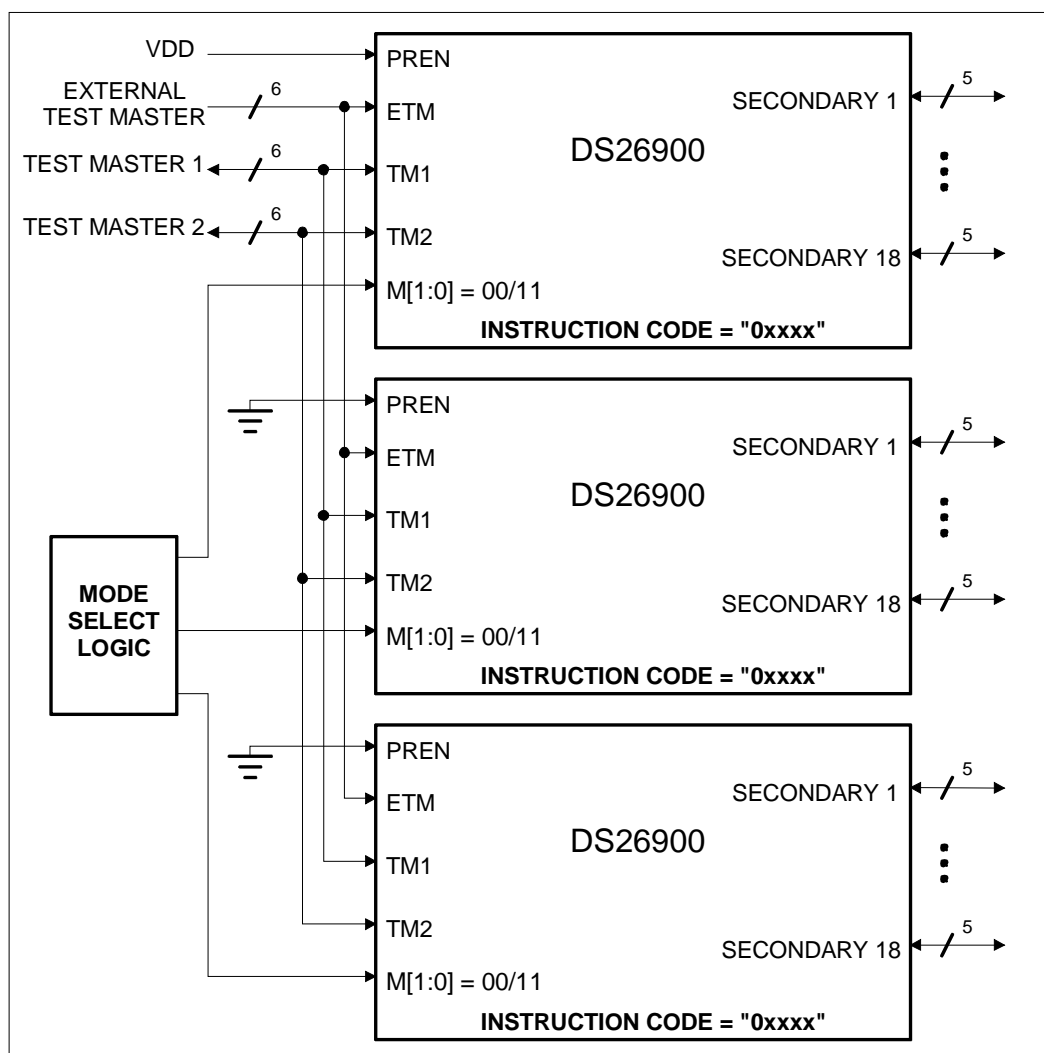 VDD
EXTERNAL
TEST MASTER
6
TEST MASTER 1
6
TEST MASTER 2
6
PREN
ETM
TM1
TM2
M[1:0] = 00/11
DS26900
SECONDARY 1
5
SECONDARY 18
5
INSTRUCTION CODE = "0xxxx"
PREN
ETM
TM1
TM2
M[1:0] = 00/11
DS26900
SECONDARY 1
5
SECONDARY 18
5
INSTRUCTION CODE = "0xxxx"
MODE
SELECT
LOGIC
PREN
ETM
TM1
TM2
M[1:0] = 00/11
DS26900
SECONDARY 1
5
SECONDARY 18
5
INSTRUCTION CODE = "0xxxx"